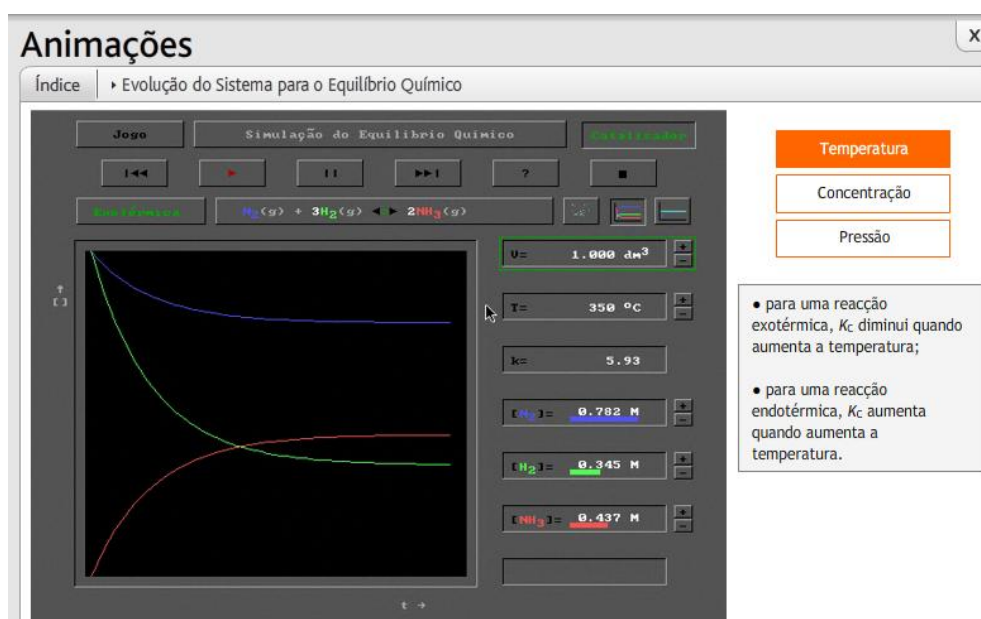 Animações
X
Índice
Evolução do Sistema para o Equilíbrio Químico
Jogo
Simulação do Equilibrio Quimico
Catalizador
?
Exotérmica
N2(g) + 3H2(g) ◄► 2NH3(g)
↑
[ ]
V= 1.000 dm³
+
-
T= 350 ºC
+
-
k= 5.93
[N2]= 0.782 M
+
-
[H2]= 0.345 M
+
-
[NH3]= 0.437 M
+
-
t →
Temperatura
Concentração
Pressão
• para uma reacção
exotérmica, KC diminui quando
aumenta a temperatura;
• para uma reacção
endotérmica, KC aumenta
quando aumenta a
temperatura.